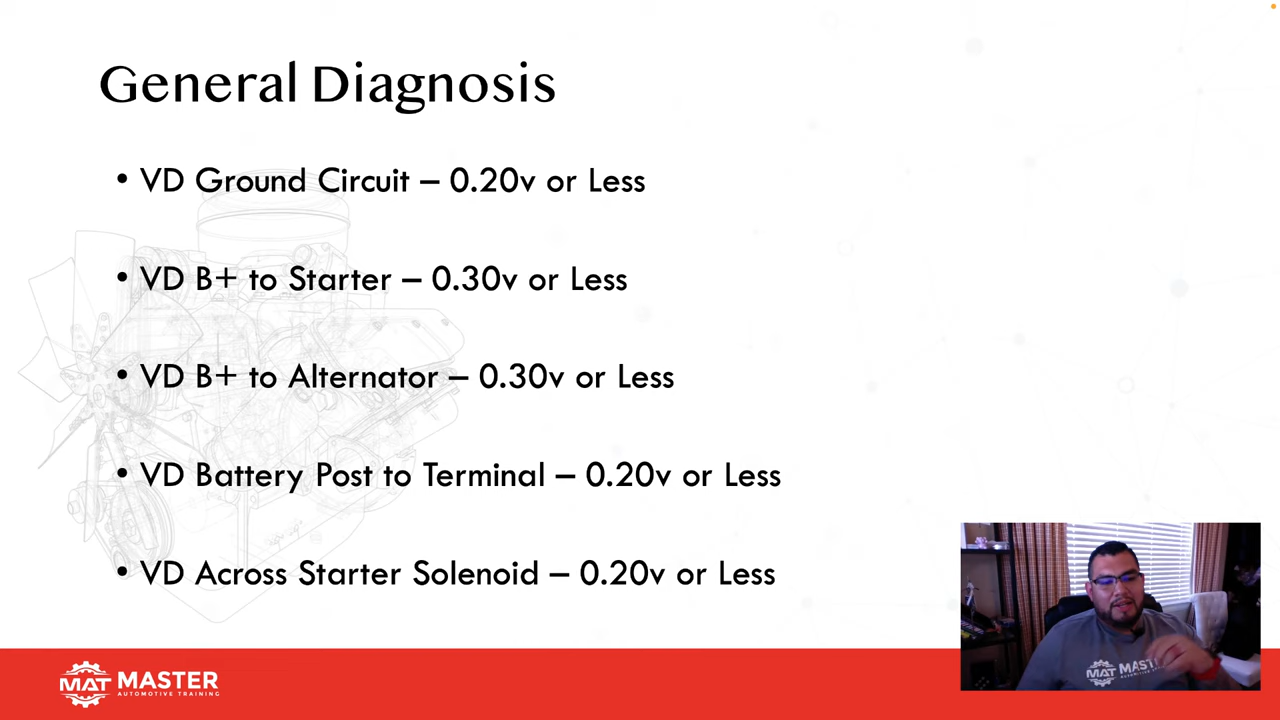 General Diagnosis
• VD Ground Circuit – 0.20v or Less
• VD B+ to Starter – 0.30v or Less
• VD B+ to Alternator – 0.30v or Less
• VD Battery Post to Terminal – 0.20v or Less
• VD Across Starter Solenoid – 0.20v or Less
MAT MASTER
AUTOMOTIVE TRAINING
MAT MAST